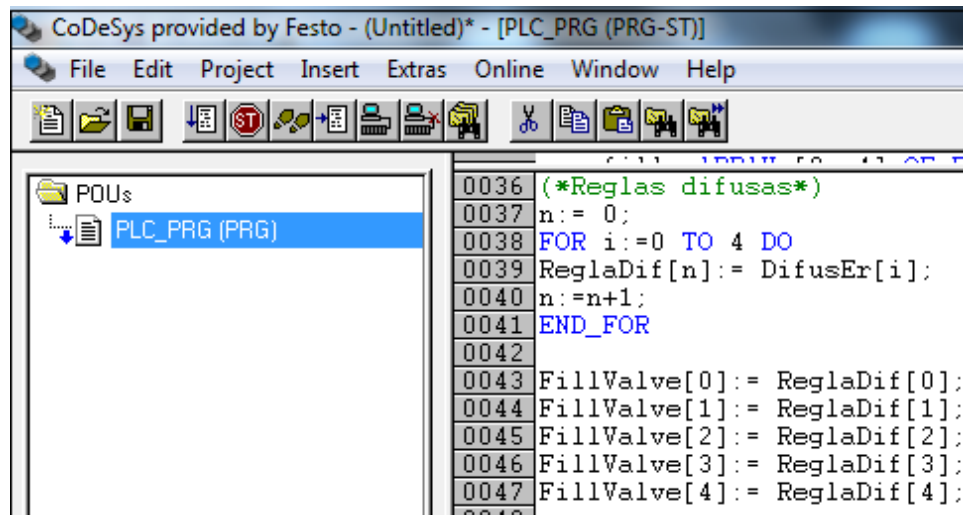 CoDeSys provided by Festo - (Untitled)* - [PLC_PRG (PRG-ST)]
File Edit Project Insert Extras Online Window Help
ST
POUs
PLC_PRG (PRG)
0036 (*Reglas difusas*)
0037 n:= 0;
0038 FOR i:=0 TO 4 DO
0039 ReglaDif[n]:= DifusEr[i];
0040 n:=n+1;
0041 END_FOR
0042
0043 FillValve[0]:= ReglaDif[0];
0044 FillValve[1]:= ReglaDif[1];
0045 FillValve[2]:= ReglaDif[2];
0046 FillValve[3]:= ReglaDif[3];
0047 FillValve[4]:= ReglaDif[4];